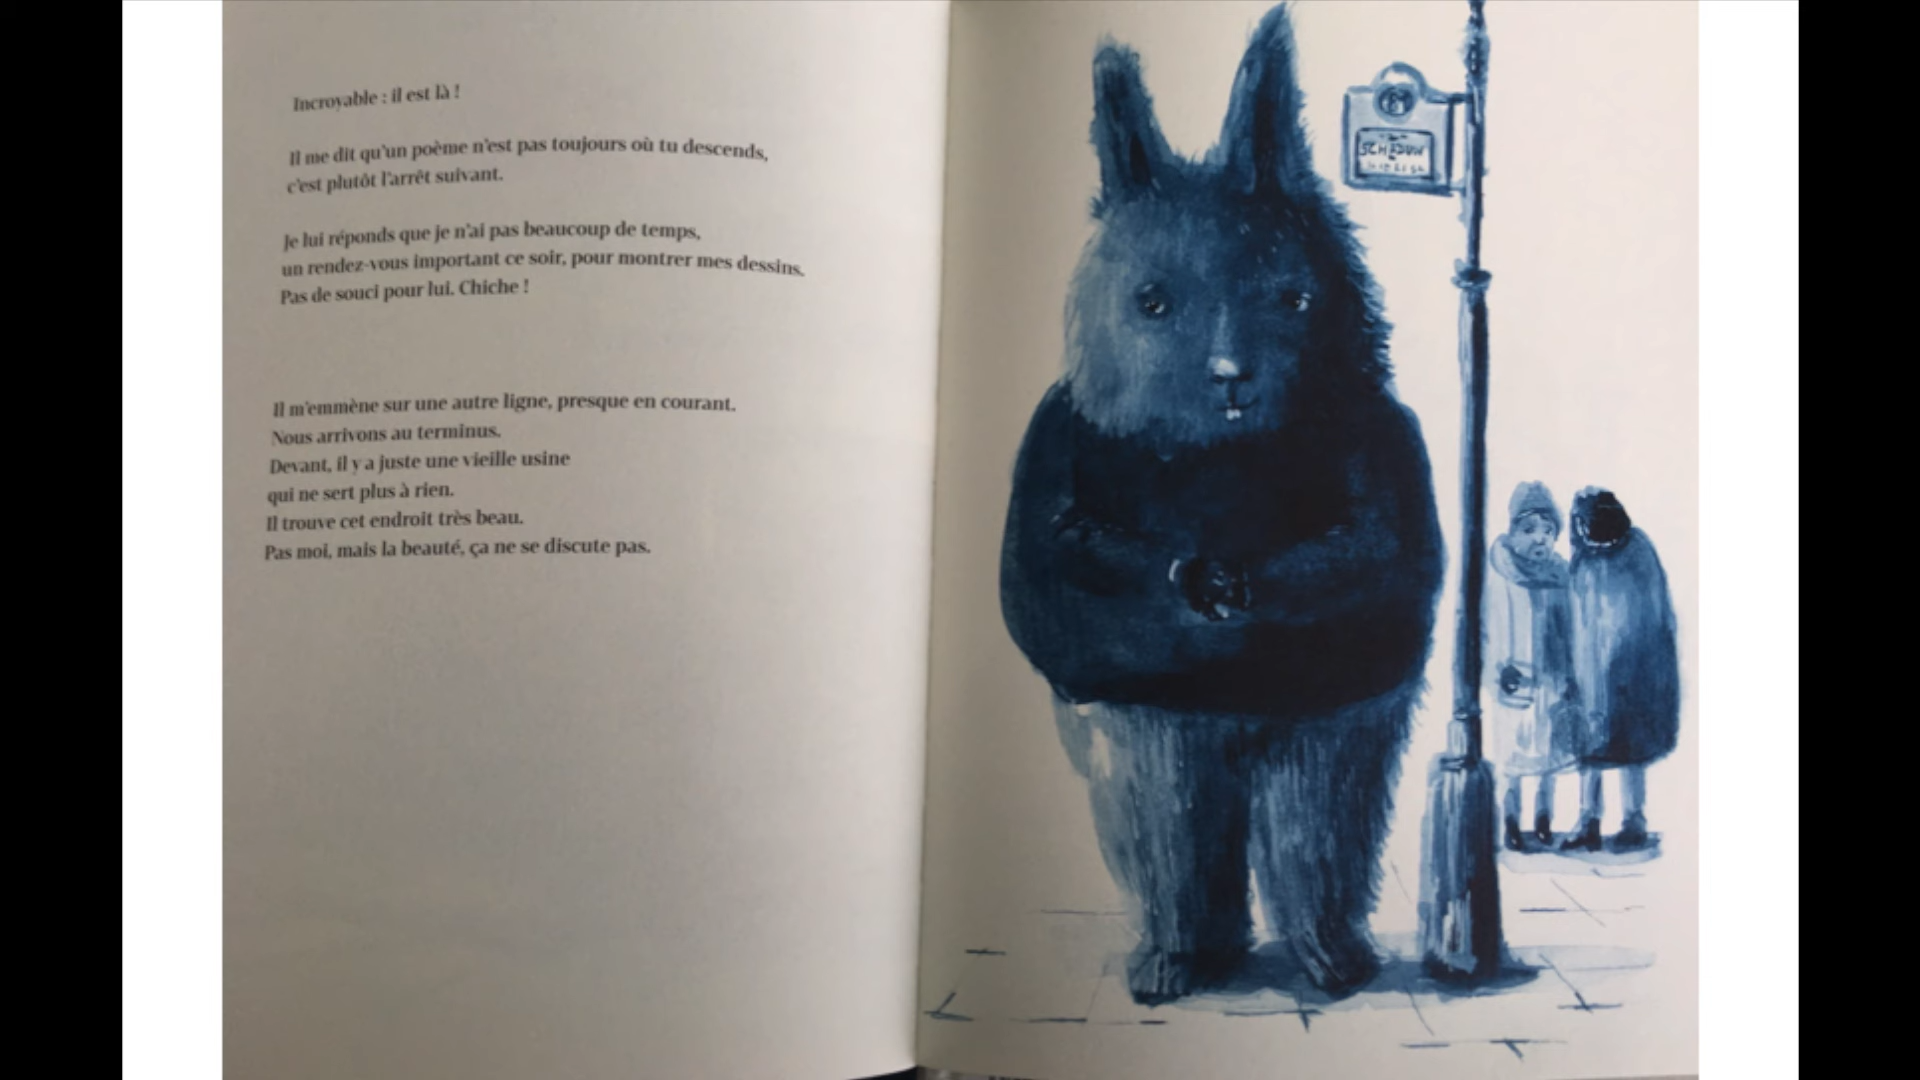 Incroyable : il est là !
Il me dit qu'un poème n'est pas toujours où tu descends,
c'est plutôt l'arrêt suivant.
Je lui réponds que je n'ai pas beaucoup de temps,
un rendez-vous important ce soir, pour montrer mes dessins.
Pas de souci pour lui. Chiche !
Il m'emmène sur une autre ligne, presque en courant.
Nous arrivons au terminus.
Devant, il y a juste une vieille usine
qui ne sert plus à rien.
Il trouve cet endroit très beau.
Pas moi, mais la beauté, ça ne se discute pas.
SCHADUW